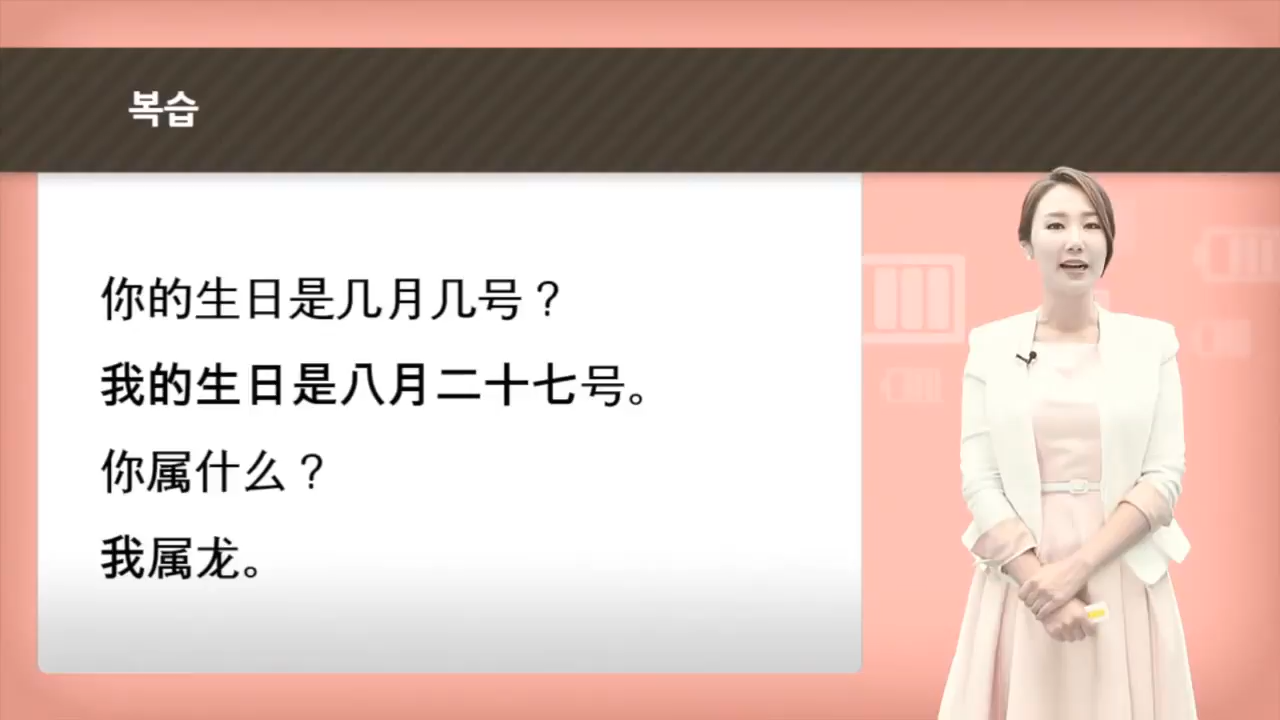 복습
你的生日是几月几号？
我的生日是八月二十七号。
你属什么？
我属龙。